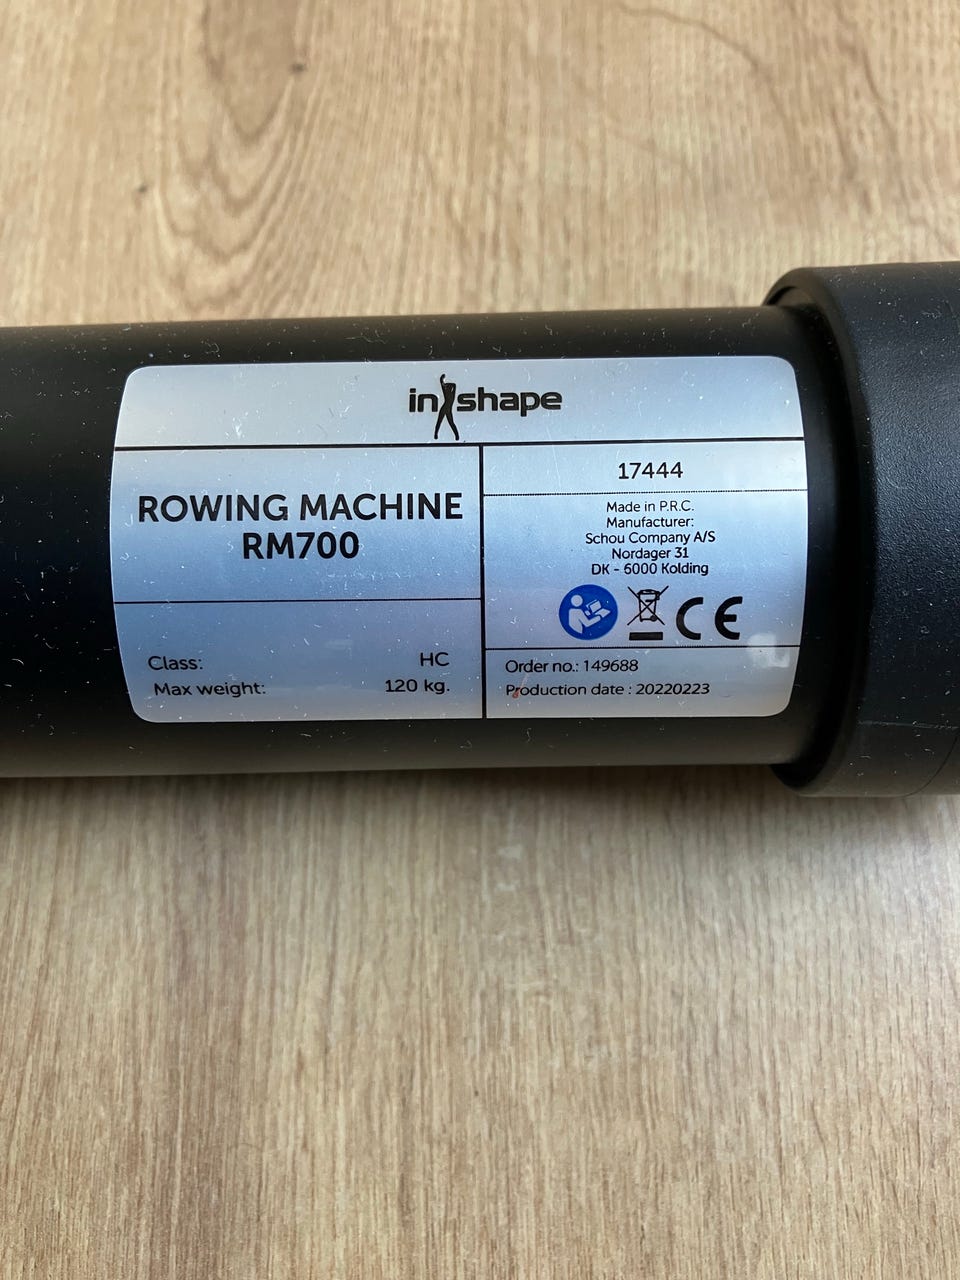 inshape
ROWING MACHINE
RM700
Class: HC
Max weight: 120 kg.
17444
Made in P.R.C.
Manufacturer:
Schou Company A/S
Nordager 31
DK - 6000 Kolding
CE
Order no.: 149688
Production date : 20220223